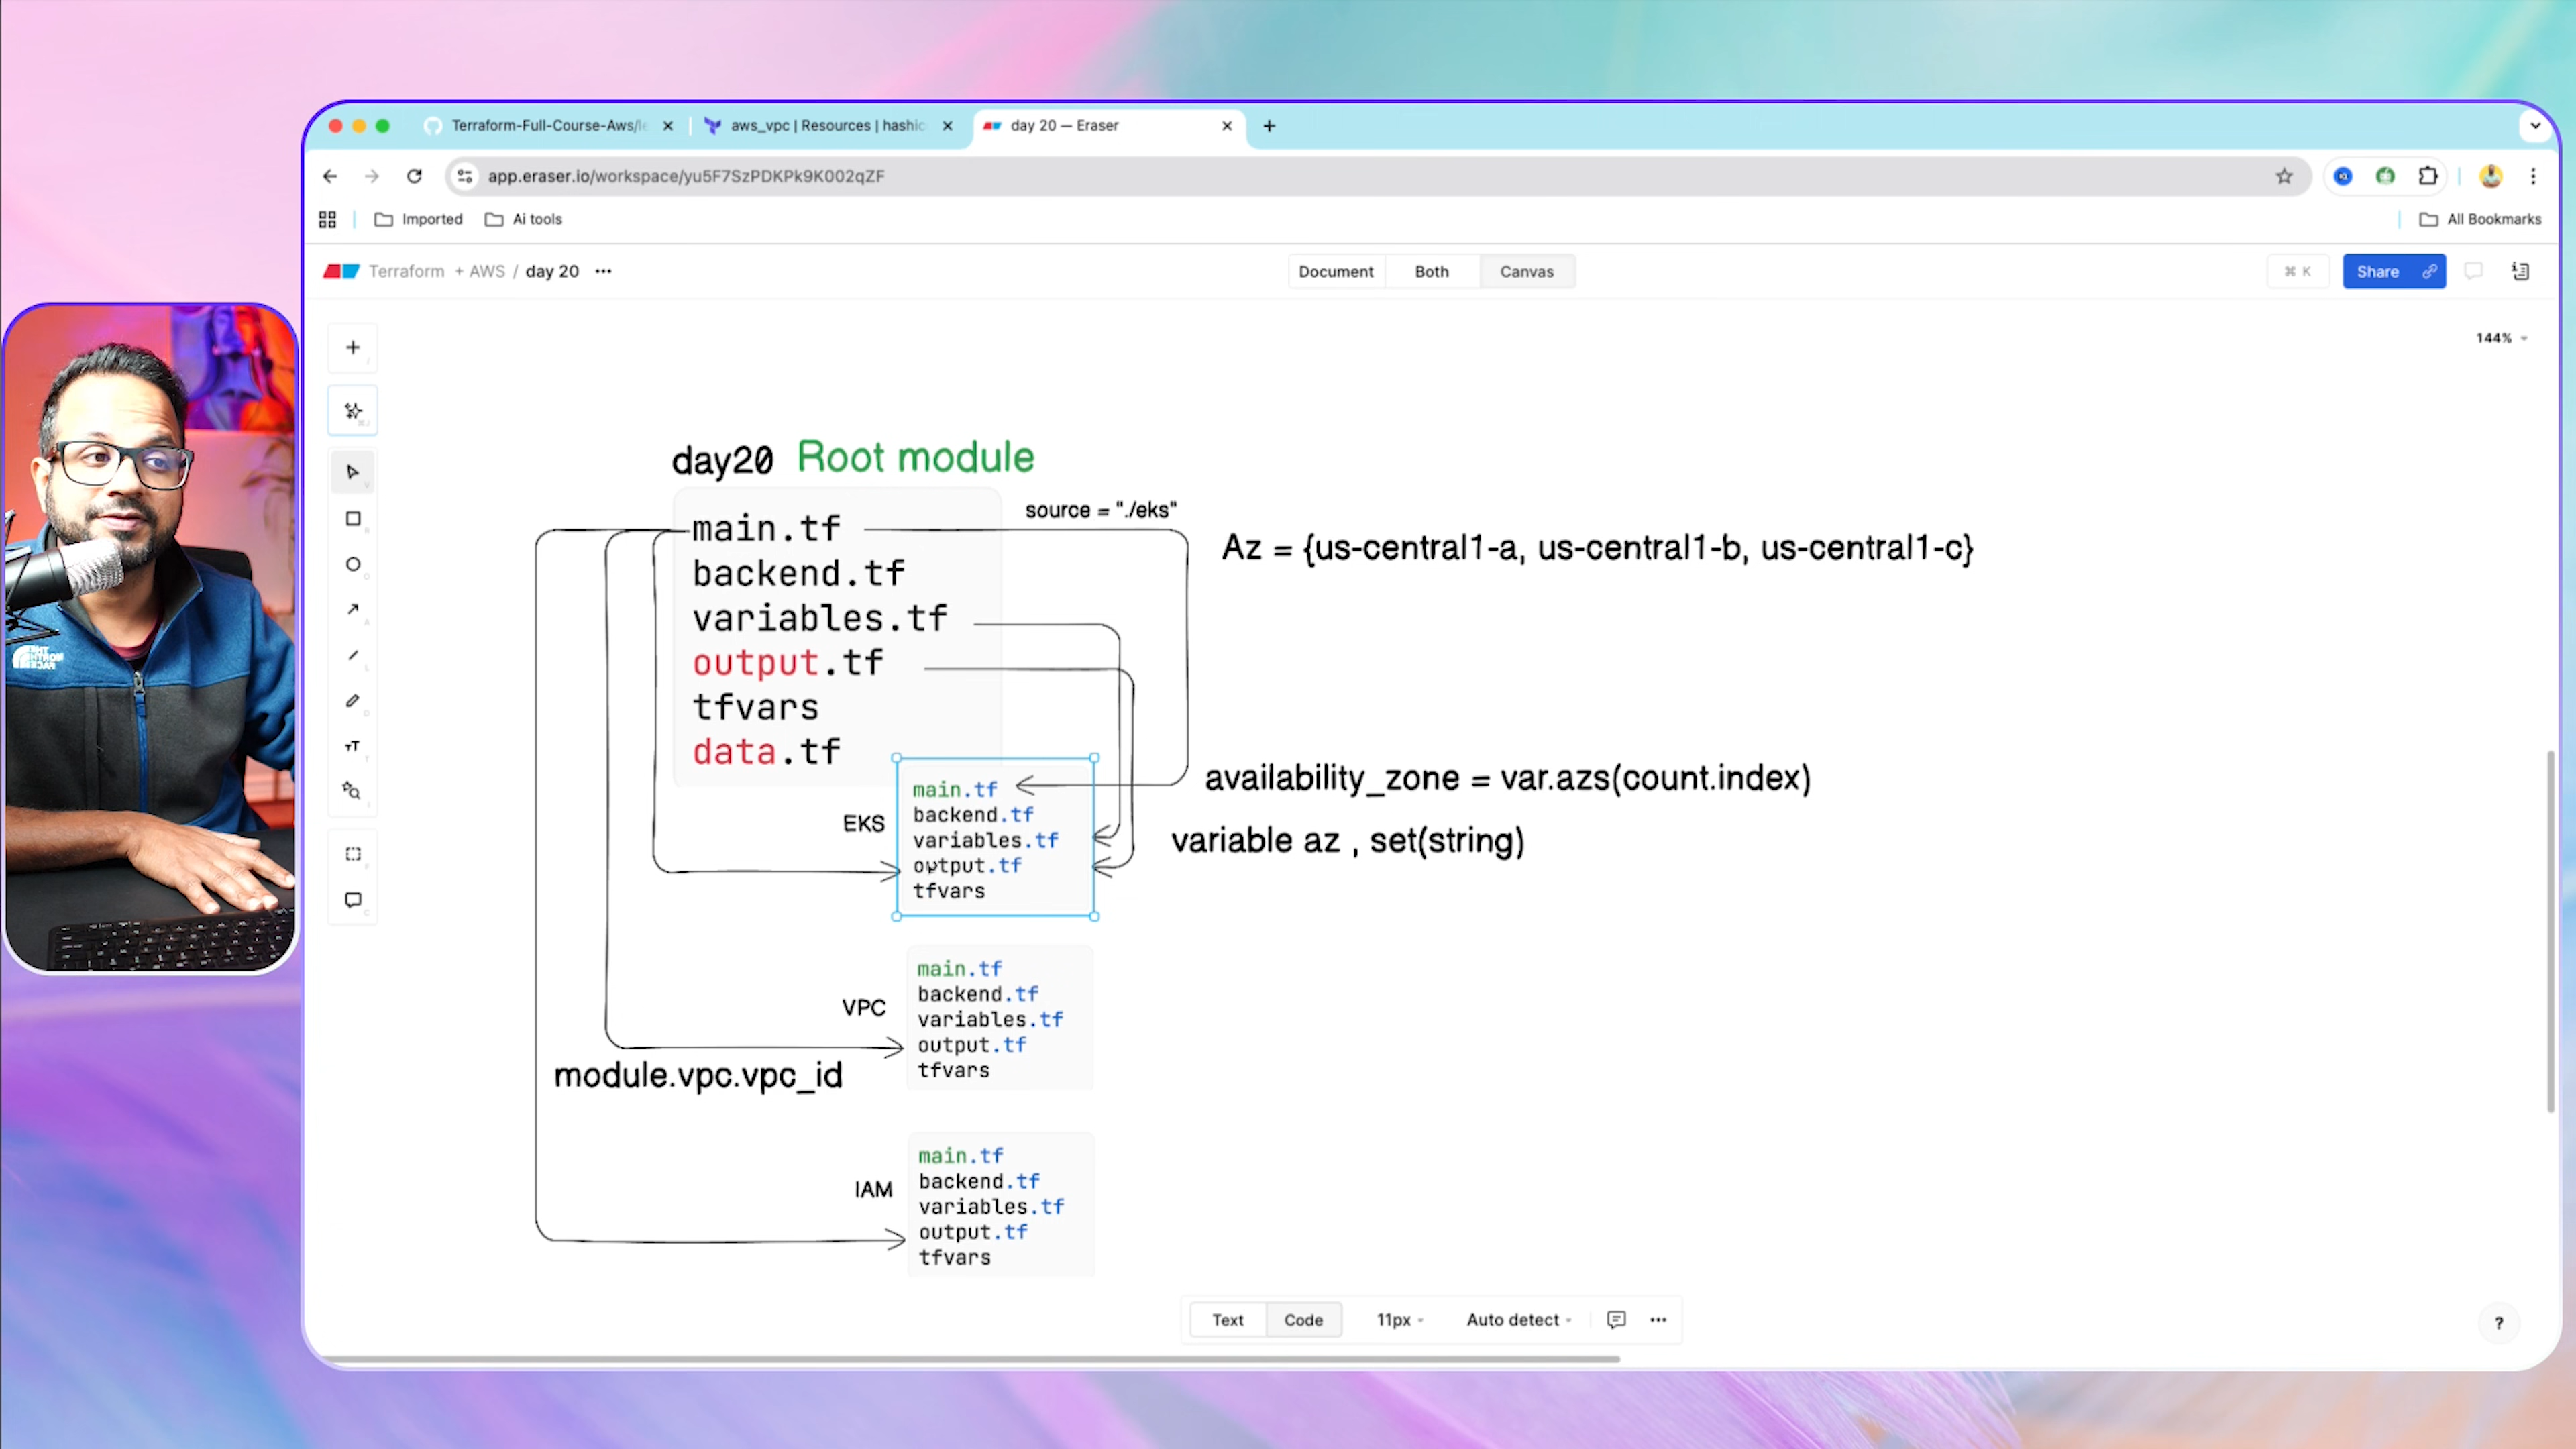 Terraform-Full-Course-Aws/le
aws_vpc | Resources | hashic
day 20 — Eraser
app.eraser.io/workspace/yu5F7SzPDKPk9K002qZF
Imported
Ai tools
All Bookmarks
Terraform + AWS / day 20
Document
Both
Canvas
⌘ K
Share
144%
day20 Root module
main.tf
backend.tf
variables.tf
output.tf
tfvars
data.tf
source = "./eks"
Az = {us-central1-a, us-central1-b, us-central1-c}
EKS
main.tf
backend.tf
variables.tf
output.tf
tfvars
availability_zone = var.azs(count.index)
variable az , set(string)
VPC
main.tf
backend.tf
variables.tf
output.tf
tfvars
module.vpc.vpc_id
IAM
main.tf
backend.tf
variables.tf
output.tf
tfvars
Text
Code
11px
Auto detect
?
THE
NORTH
FACE